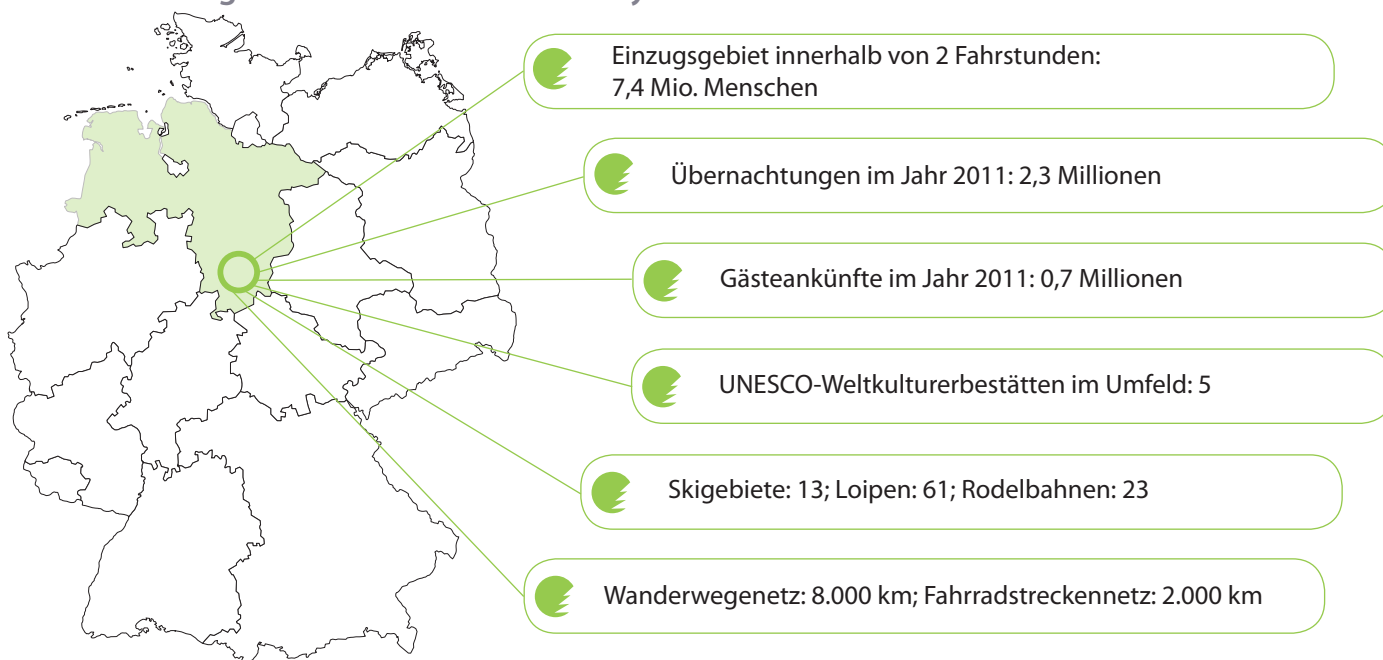 Einzugsgebiet innerhalb von 2 Fahrstunden:
7,4 Mio. Menschen
Übernachtungen im Jahr 2011: 2,3 Millionen
Gästeankünfte im Jahr 2011: 0,7 Millionen
UNESCO-Weltkulturerbestätten im Umfeld: 5
Skigebiete: 13; Loipen: 61; Rodelbahnen: 23
Wanderwegenetz: 8.000 km; Fahrradstreckennetz: 2.000 km